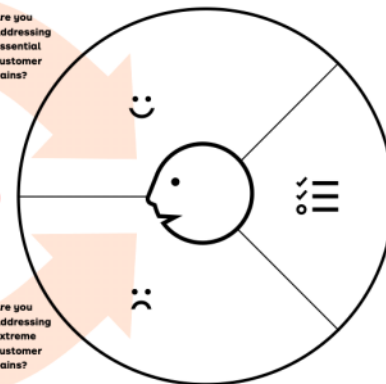 re you
ddressing
ssential
ustomer
ains?
re you
ddressing
xtreme
ustomer
ains?